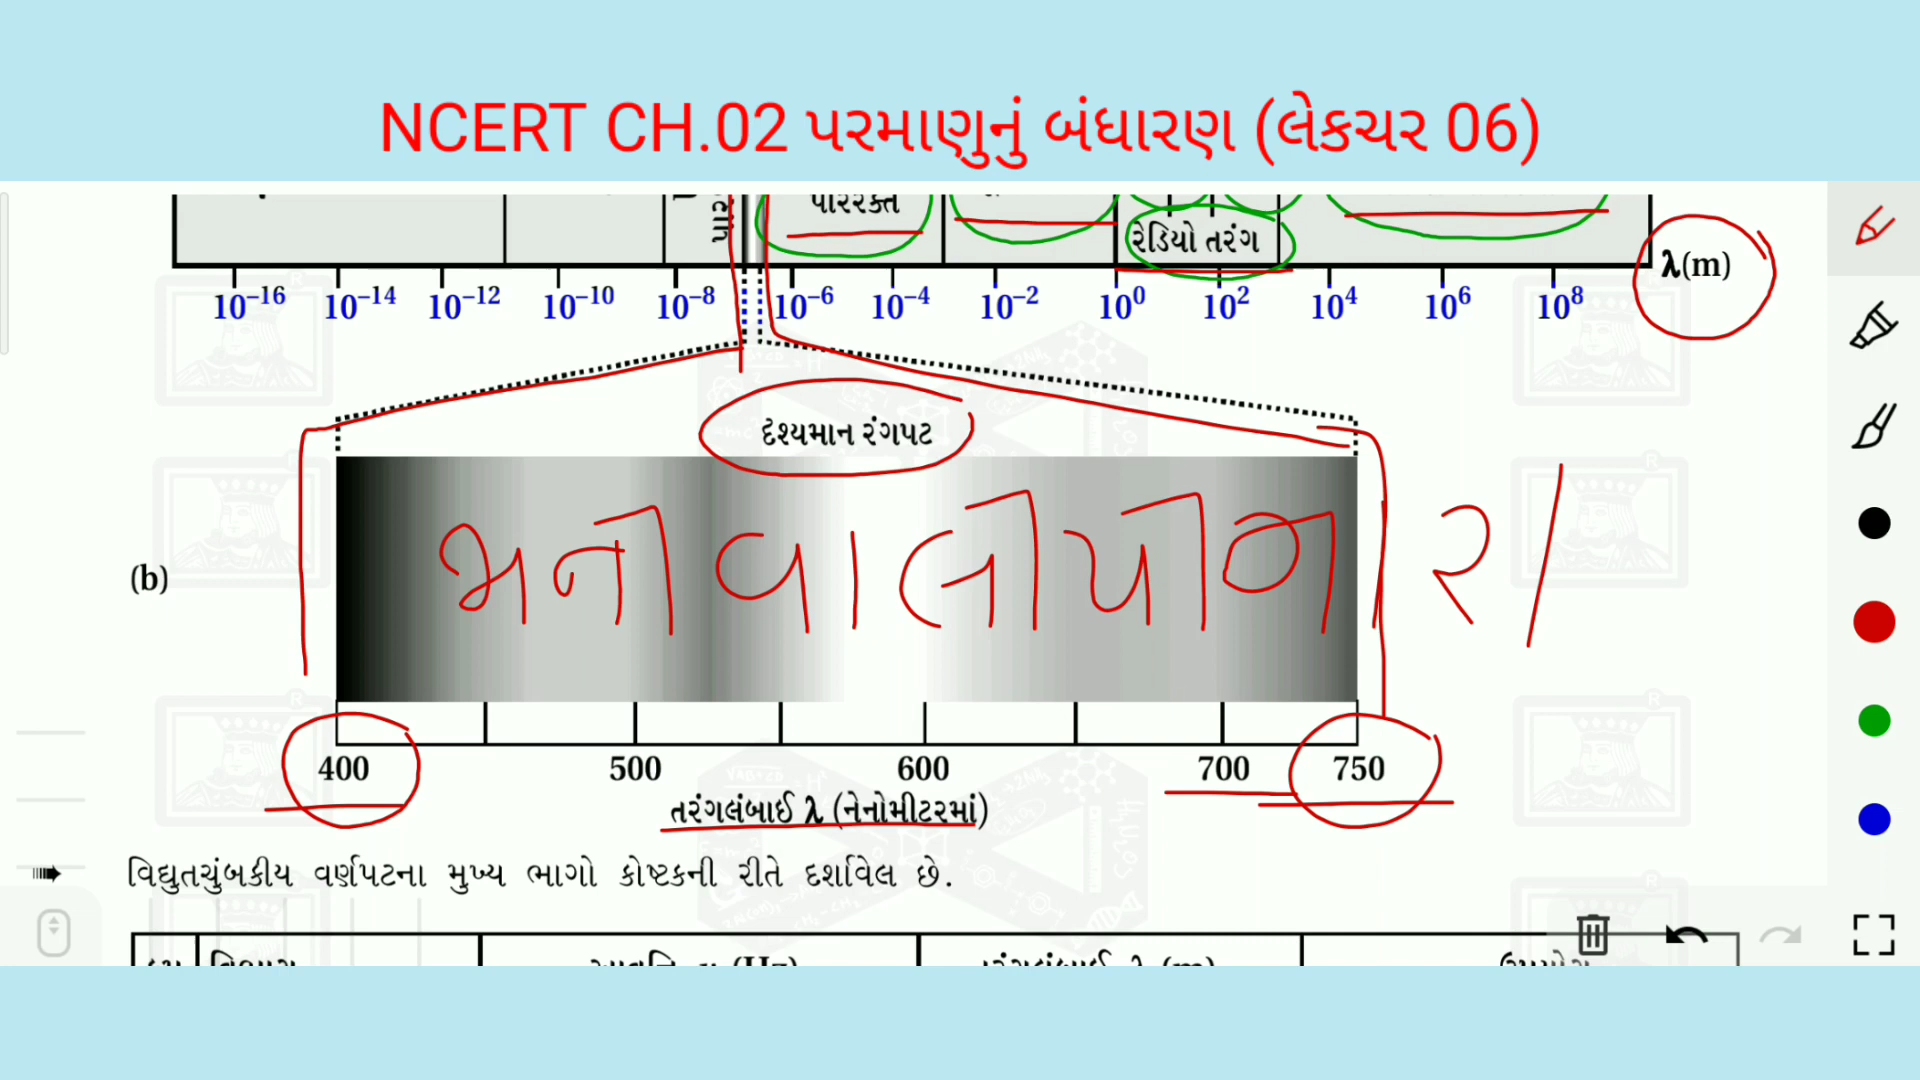 NCERT CH.02 પરમાણુનું બંધારણ (લેક્ચર 06)
પારરક્ત
રેડિયો તરંગ
λ(m)
10⁻¹⁶ 10⁻¹⁴ 10⁻¹² 10⁻¹⁰ 10⁻⁸ 10⁻⁶ 10⁻⁴ 10⁻² 10⁰ 10² 10⁴ 10⁶ 10⁸
દૃશ્યમાન રંગપટ
(b)
400 500 600 700 750
તરંગલંબાઈ λ (નેનોમીટરમાં)
વિદ્યુતચુંબકીય વર્ણપટના મુખ્ય ભાગો કોષ્ટકની રીતે દર્શાવેલ છે.